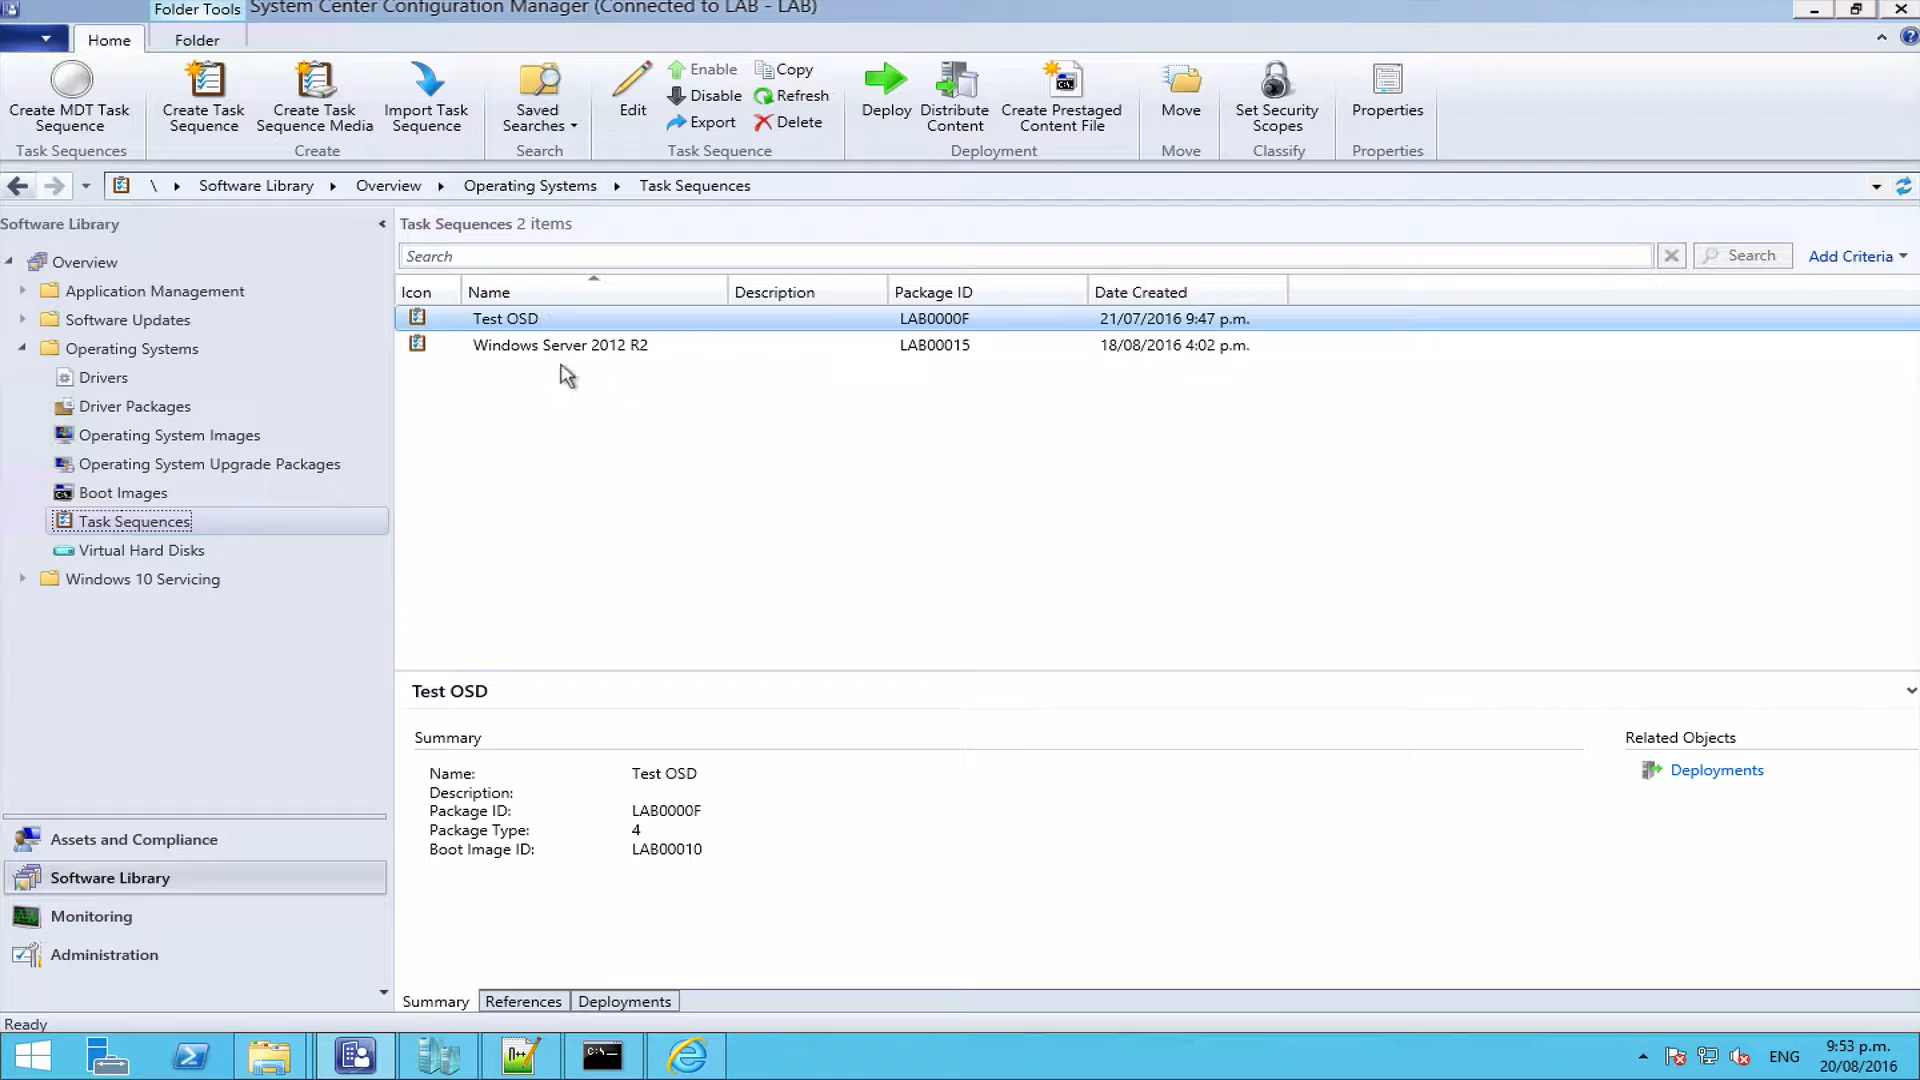 Folder Tools
System Center Configuration Manager (Connected to LAB - LAB)
Home
Folder
Create MDT Task
Sequence
Task Sequences
Create Task
Sequence
Create Task
Sequence Media
Import Task
Sequence
Create
Saved
Searches
Search
Edit
Enable
Disable
Export
Copy
Refresh
Delete
Task Sequence
Deploy
Distribute
Content
Create Prestaged
Content File
Deployment
Move
Move
Set Security
Scopes
Classify
Properties
Properties
\ Software Library Overview Operating Systems Task Sequences
Software Library
Overview
Application Management
Software Updates
Operating Systems
Drivers
Driver Packages
Operating System Images
Operating System Upgrade Packages
Boot Images
Task Sequences
Virtual Hard Disks
Windows 10 Servicing
Assets and Compliance
Software Library
Monitoring
Administration
Task Sequences 2 items
Search
Search
Add Criteria
Icon Name Description Package ID Date Created
Test OSD LAB0000F 21/07/2016 9:47 p.m.
Windows Server 2012 R2 LAB00015 18/08/2016 4:02 p.m.
Test OSD
Summary
Name: Test OSD
Description:
Package ID: LAB0000F
Package Type: 4
Boot Image ID: LAB00010
Related Objects
Deployments
Summary References Deployments
Ready
ENG
9:53 p.m.
20/08/2016